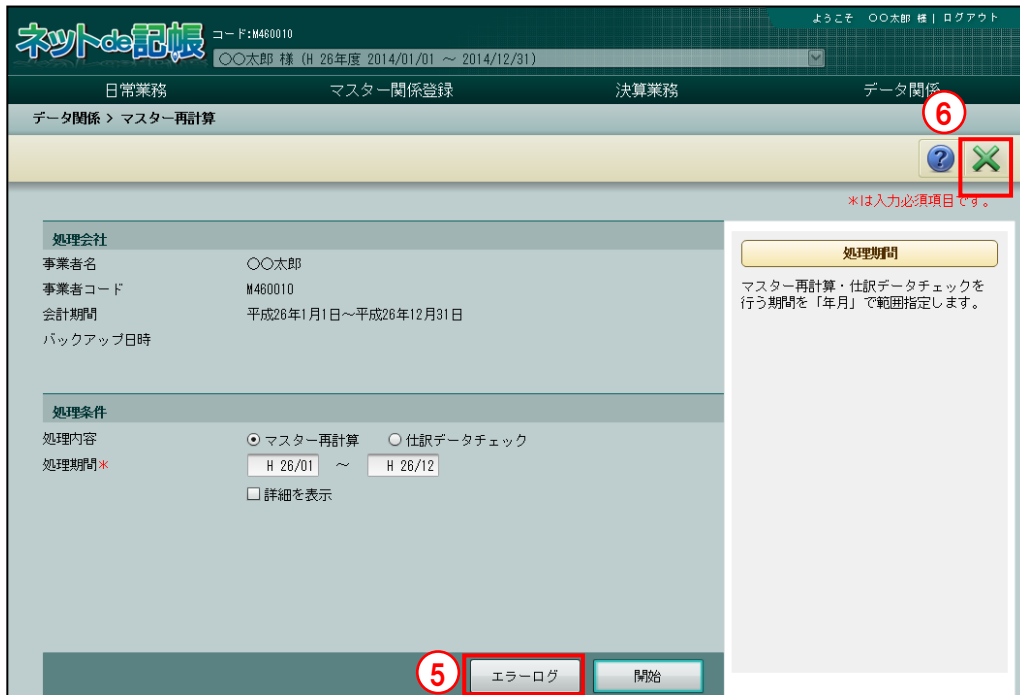 ようこそ 〇〇太郎 様 | ログアウト
ネットde記帳
コード:M460010
〇〇太郎 様 (H 26年度 2014/01/01 ～ 2014/12/31)
日常業務 マスター関係登録 決算業務 データ関係
データ関係 > マスター再計算
⑥
?
*は入力必須項目です。
処理会社
事業者名 〇〇太郎
事業者コード M460010
会計期間 平成26年1月1日～平成26年12月31日
バックアップ日時
処理条件
処理内容 マスター再計算 仕訳データチェック
処理期間* H 26/01 ～ H 26/12
詳細を表示
処理期間
マスター再計算・仕訳データチェックを
行う期間を「年月」で範囲指定します。
⑤ エラーログ 開始